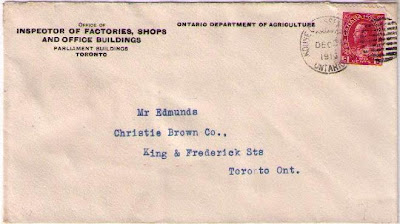 OFFICE OF
INSPECTOR OF FACTORIES, SHOPS
AND OFFICE BUILDINGS
PARLIAMENT BUILDINGS
TORONTO
ONTARIO DEPARTMENT OF AGRICULTURE
DEC
ONTARIO
Mr Edmunds
Christie Brown Co.,
King & Frederick Sts
Toronto Ont.